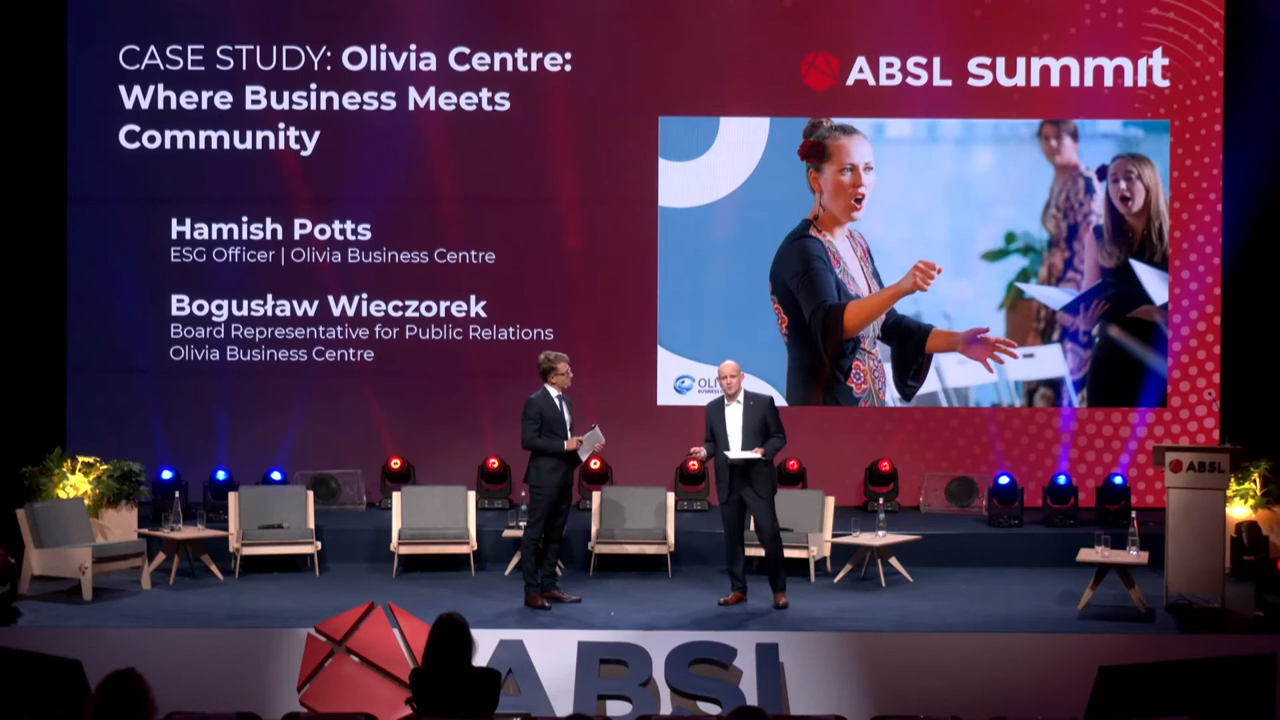 CASE STUDY: Olivia Centre:
Where Business Meets
Community
ABSL summit
Hamish Potts
ESG Officer | Olivia Business Centre
Bogusław Wieczorek
Board Representative for Public Relations
Olivia Business Centre
ABSL
ABSL